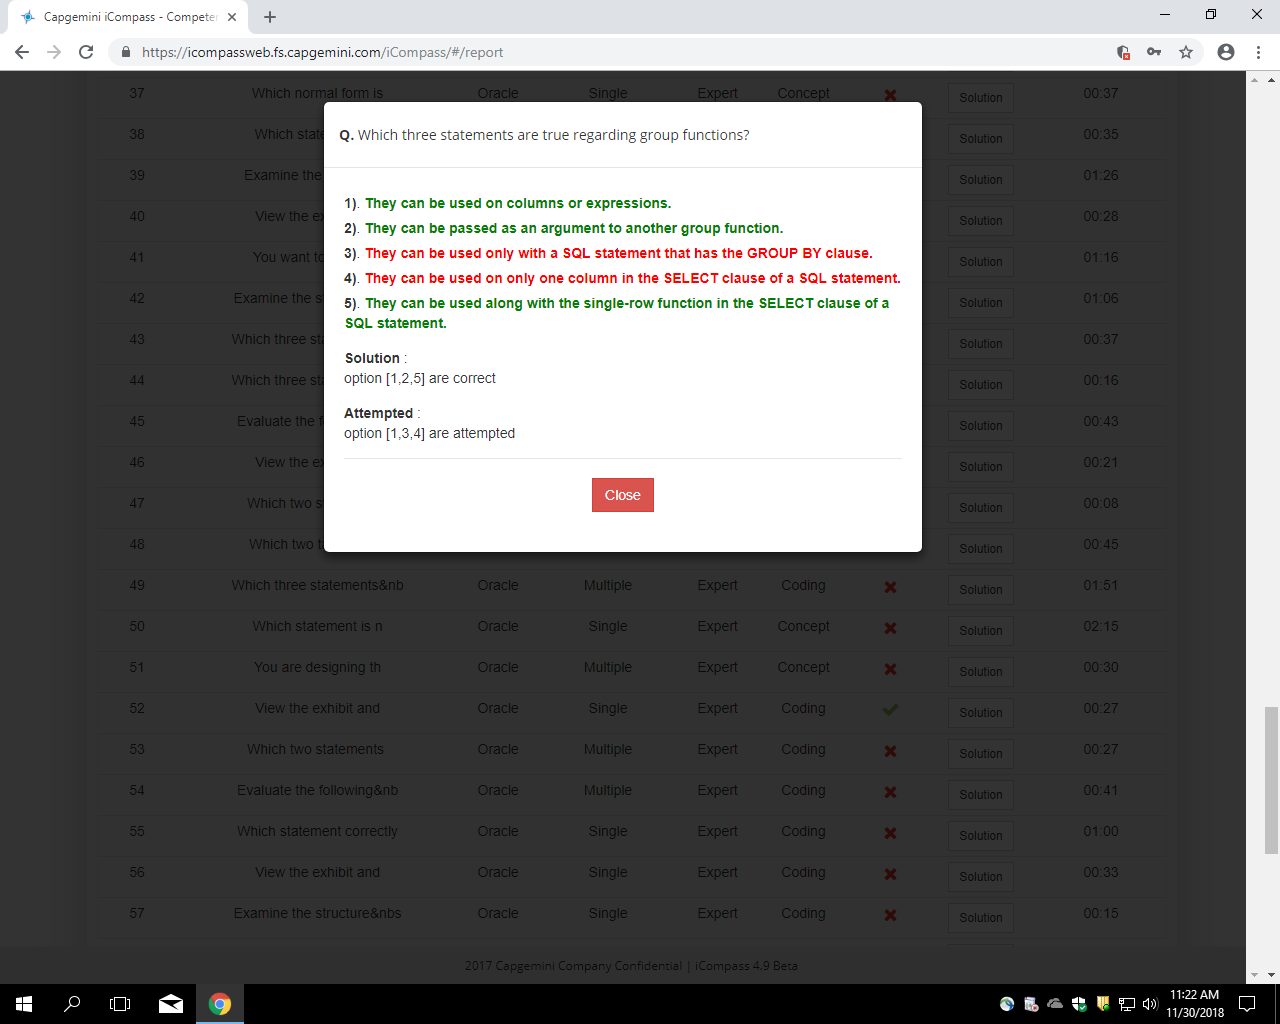 Capgemini iCompass - Competen
https://icompassweb.fs.capgemini.com/iCompass/#/report
37 Which normal form is Oracle Single Expert Concept Solution 00:37
38 Which state Solution 00:35
39 Examine the Solution 01:26
40 View the ex Solution 00:28
41 You want to Solution 01:16
42 Examine the s Solution 01:06
43 Which three st Solution 00:37
44 Which three st Solution 00:16
45 Evaluate the f Solution 00:43
46 View the ex Solution 00:21
47 Which two s Solution 00:08
48 Which two t Solution 00:45
Q. Which three statements are true regarding group functions?
1). They can be used on columns or expressions.
2). They can be passed as an argument to another group function.
3). They can be used only with a SQL statement that has the GROUP BY clause.
4). They can be used on only one column in the SELECT clause of a SQL statement.
5). They can be used along with the single-row function in the SELECT clause of a
SQL statement.
Solution :
option [1,2,5] are correct
Attempted :
option [1,3,4] are attempted
Close
49 Which three statements&nb Oracle Multiple Expert Coding Solution 01:51
50 Which statement is n Oracle Single Expert Concept Solution 02:15
51 You are designing th Oracle Multiple Expert Concept Solution 00:30
52 View the exhibit and Oracle Single Expert Coding Solution 00:27
53 Which two statements Oracle Multiple Expert Coding Solution 00:27
54 Evaluate the following&nb Oracle Multiple Expert Coding Solution 00:41
55 Which statement correctly Oracle Single Expert Coding Solution 01:00
56 View the exhibit and Oracle Single Expert Coding Solution 00:33
57 Examine the structure&nbs Oracle Single Expert Coding Solution 00:15
2017 Capgemini Company Confidential | iCompass 4.9 Beta
11:22 AM
11/30/2018